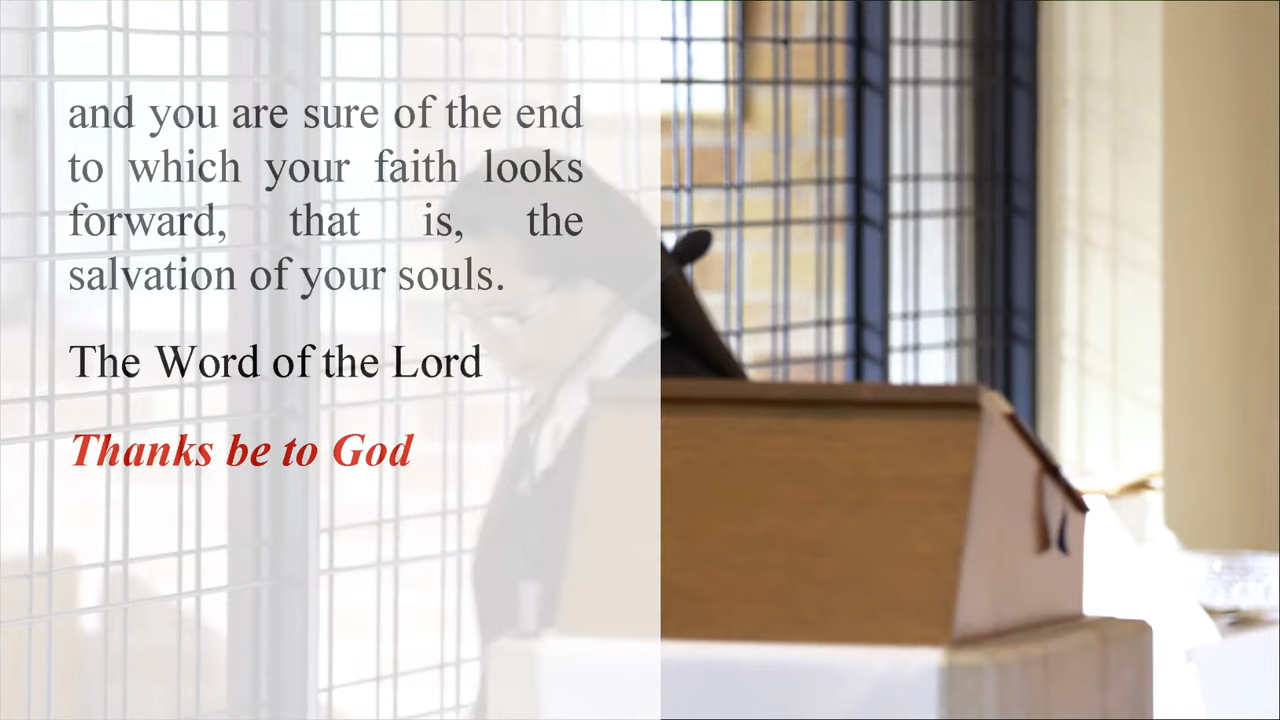 and you are sure of the end
to which your faith looks
forward, that is, the
salvation of your souls.
The Word of the Lord
Thanks be to God